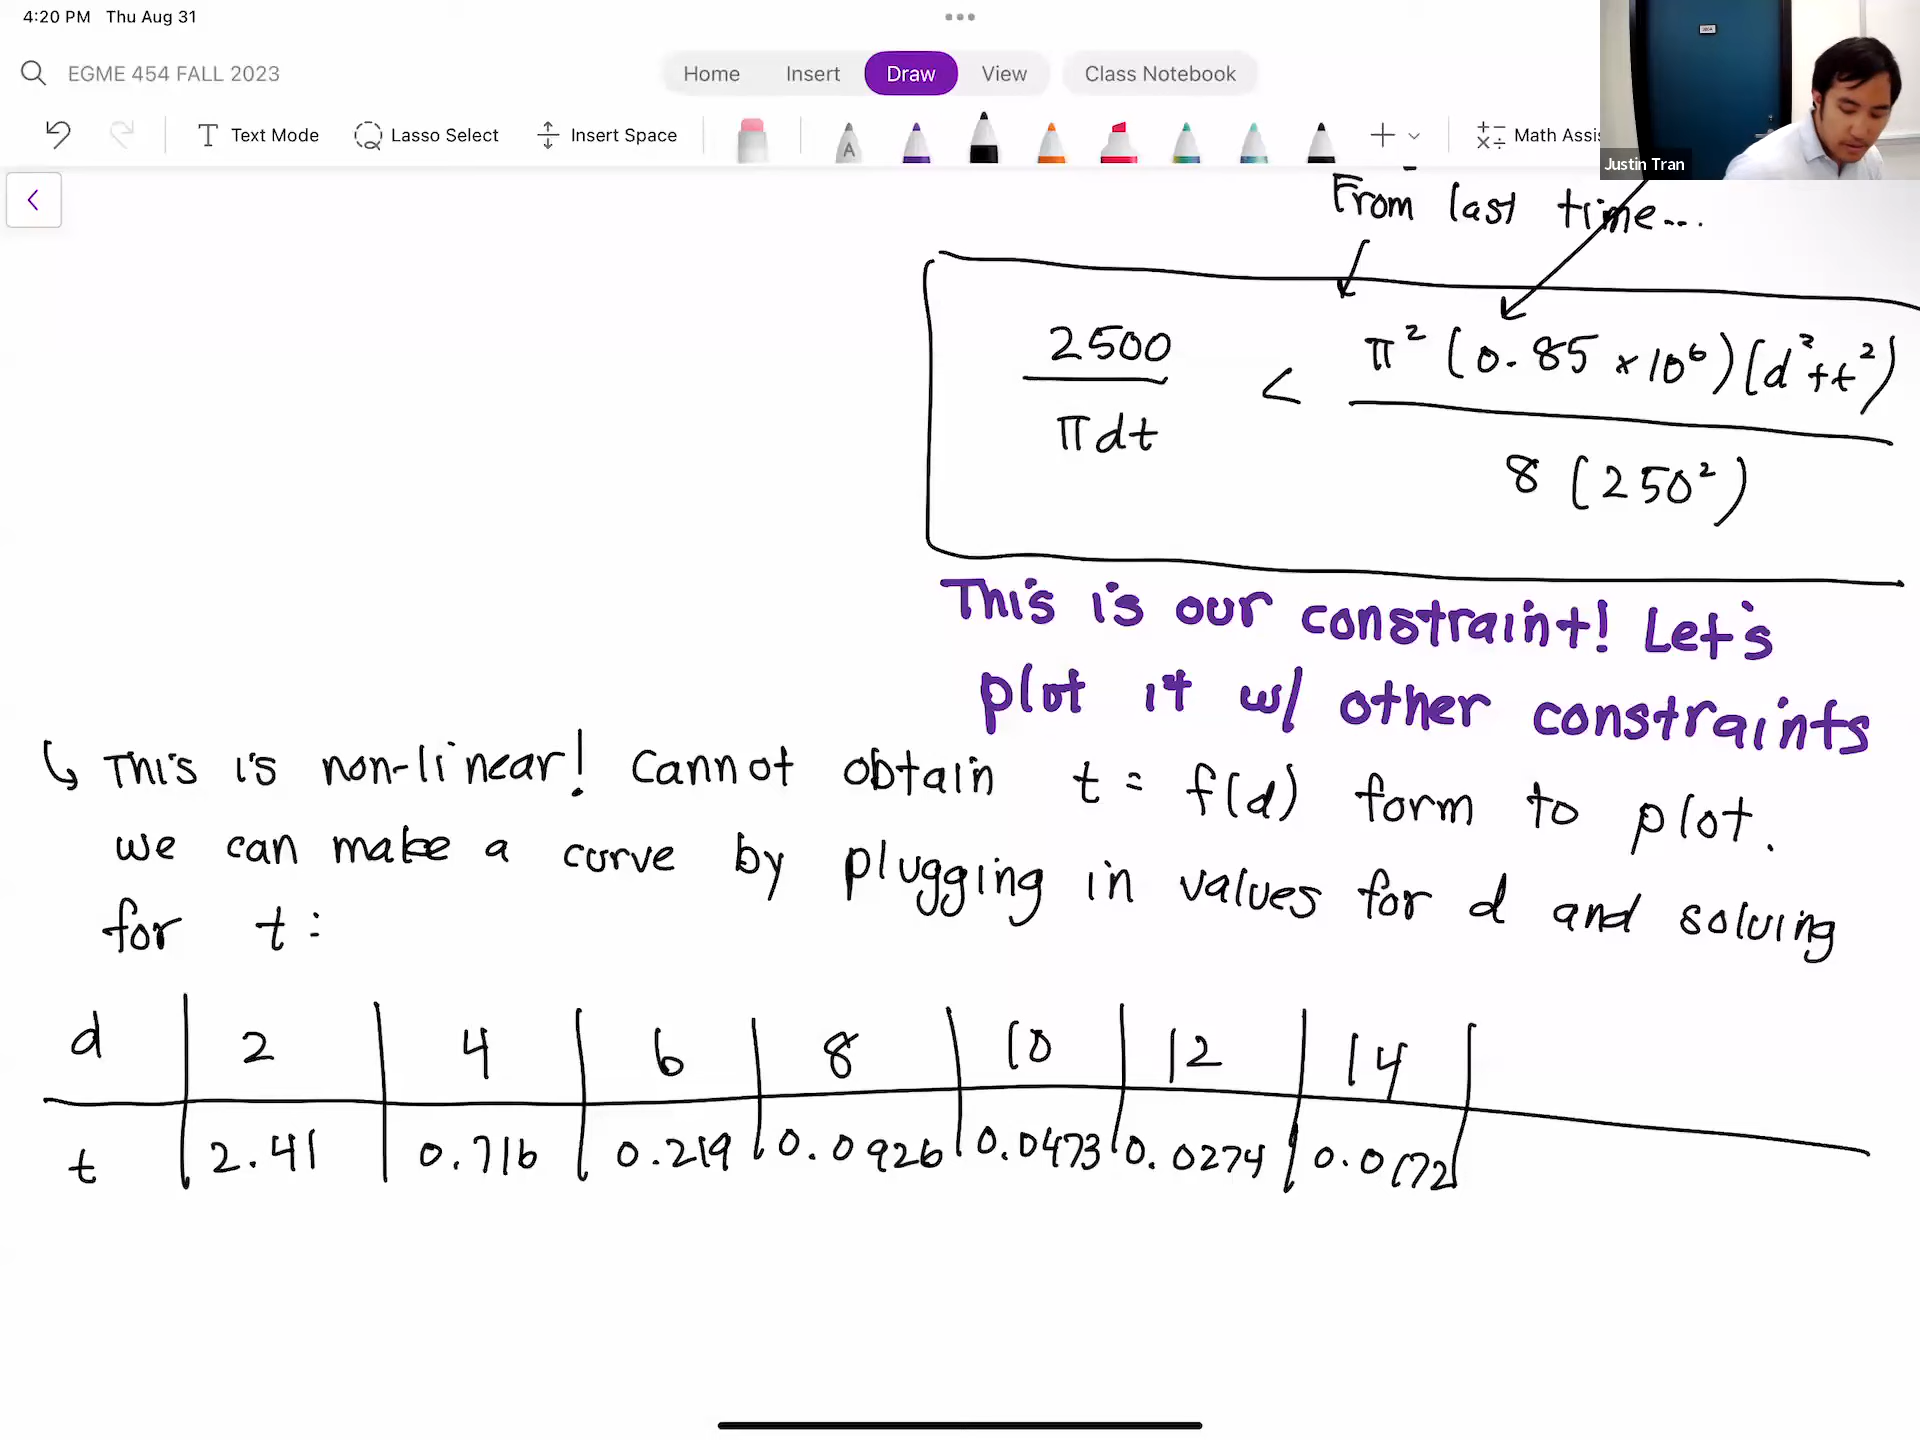 4:20 PM Thu Aug 31
EGME 454 FALL 2023
Home Insert Draw View Class Notebook
Text Mode Lasso Select Insert Space A Math Assis
Justin Tran
From last time...
2500 / πdt < π² (0.85 × 10⁶) (d² + t²) / 8 (250²)
This is our constraint! Let's
plot it w/ other constraints
↳ This is non-linear! Cannot obtain t = f(d) form to plot.
we can make a curve by plugging in values for d and solving
for t:
d | 2 | 4 | 6 | 8 | 10 | 12 | 14 |
t | 2.41 | 0.716 | 0.219 | 0.0926 | 0.0473 | 0.0274 | 0.0172